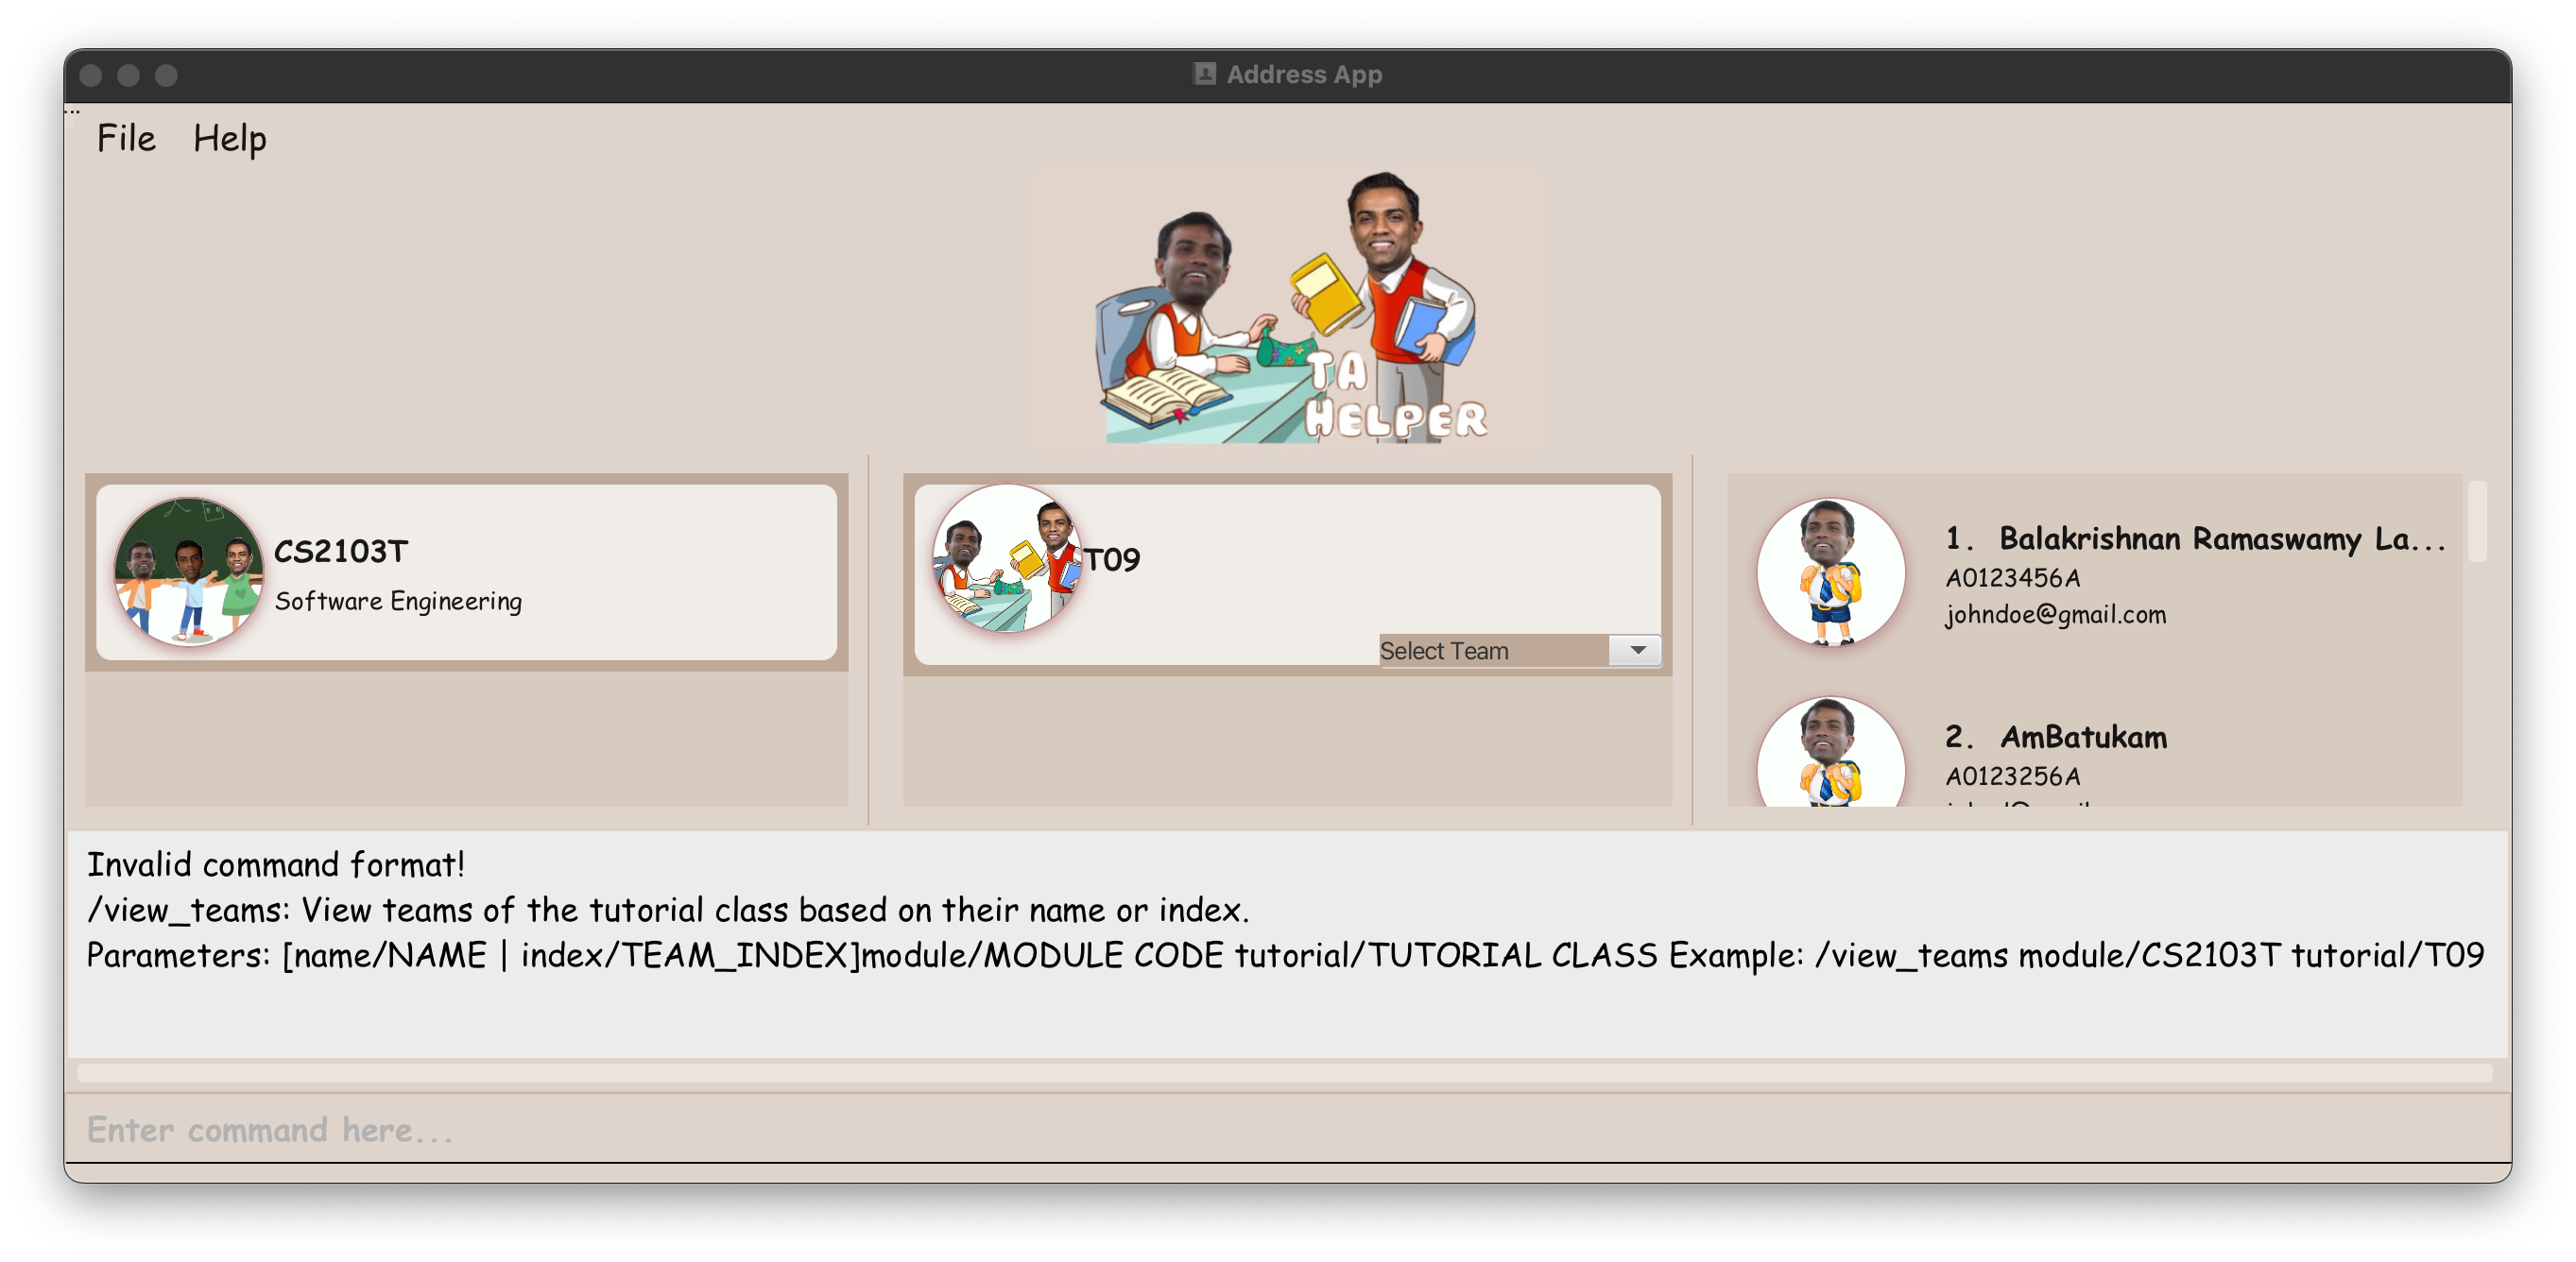 Address App
File Help
TA
HELPER
CS2103T
Software Engineering
T09
Select Team
1. Balakrishnan Ramaswamy La...
A0123456A
johndoe@gmail.com
2. AmBatukam
A0123256A
Invalid command format!
/view_teams: View teams of the tutorial class based on their name or index.
Parameters: [name/NAME | index/TEAM_INDEX]module/MODULE CODE tutorial/TUTORIAL CLASS Example: /view_teams module/CS2103T tutorial/T09
Enter command here...